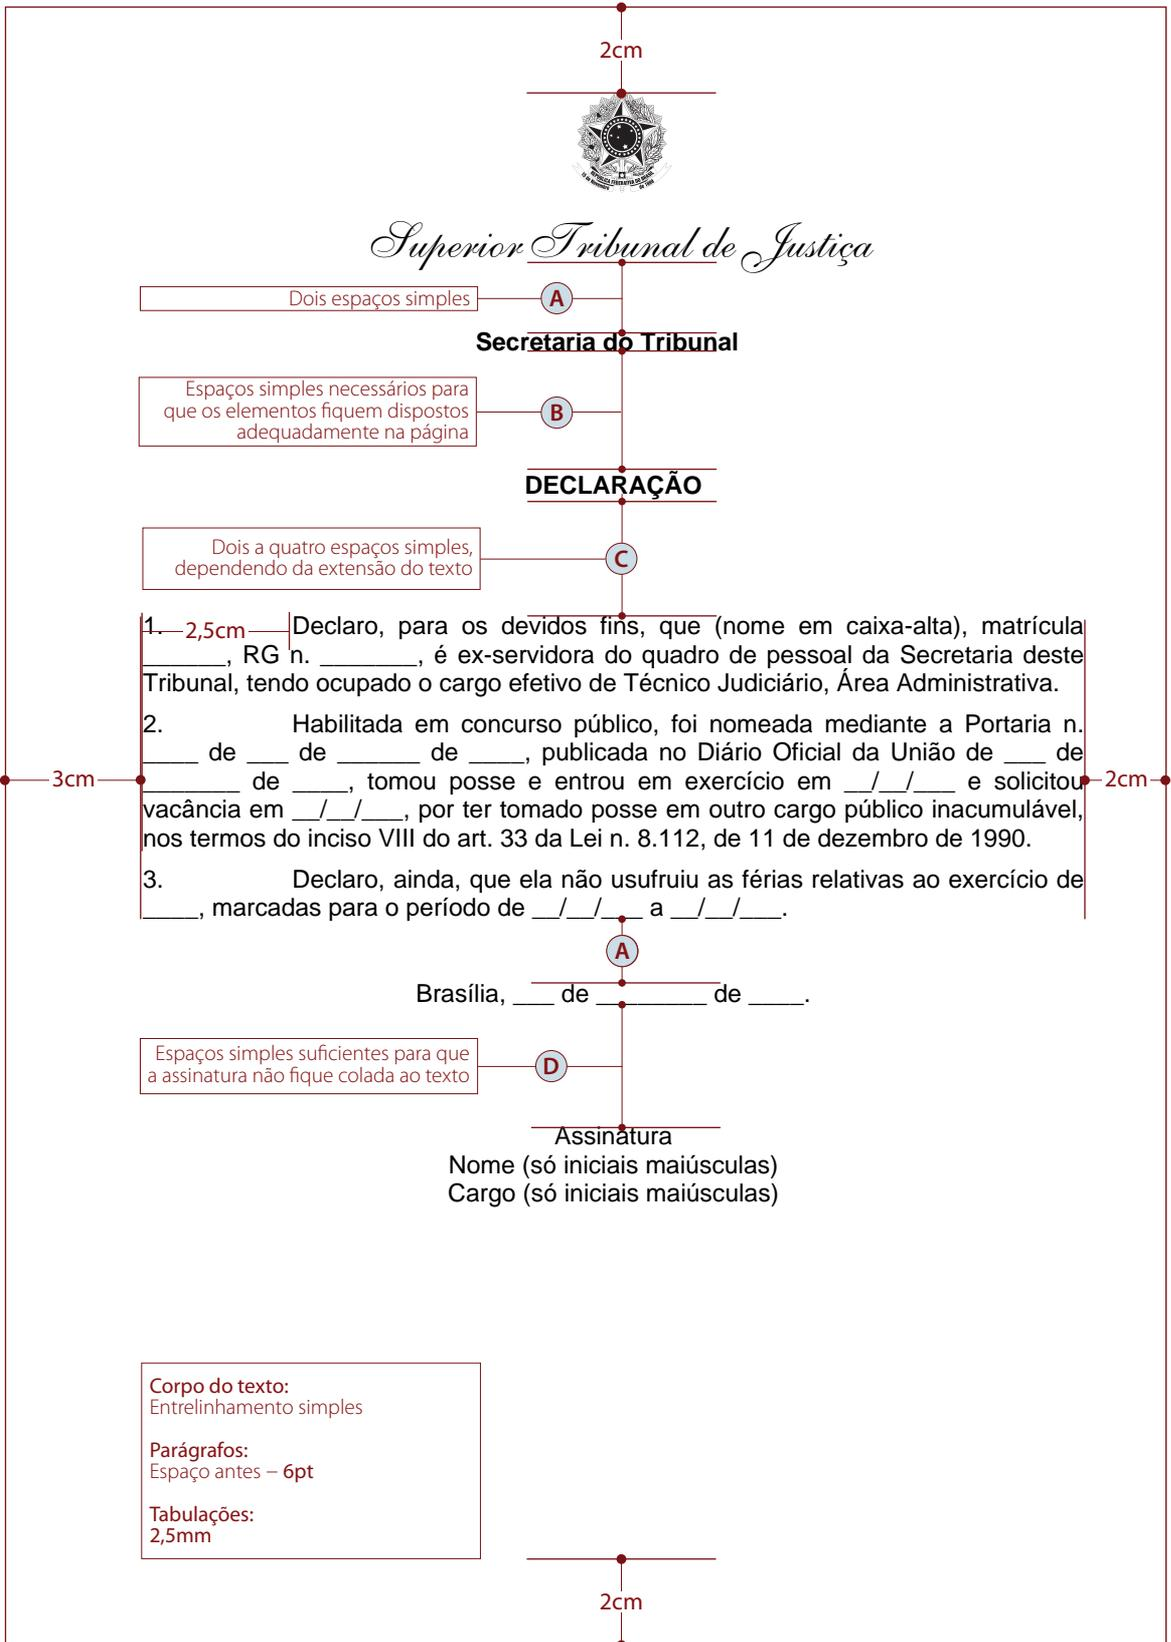 2cm
REPÚBLICA FEDERATIVA DO BRASIL
15 de Novembro de 1889
Superior Tribunal de Justiça
Dois espaços simples
A
Secretaria do Tribunal
Espaços simples necessários para
que os elementos fiquem dispostos
adequadamente na página
B
DECLARAÇÃO
Dois a quatro espaços simples,
dependendo da extensão do texto
C
1. 2,5cm Declaro, para os devidos fins, que (nome em caixa-alta), matrícula
______, RG n. _______, é ex-servidora do quadro de pessoal da Secretaria deste
Tribunal, tendo ocupado o cargo efetivo de Técnico Judiciário, Área Administrativa.
2. Habilitada em concurso público, foi nomeada mediante a Portaria n.
____ de ___ de ______ de ____, publicada no Diário Oficial da União de ___ de
3cm
_______ de ____, tomou posse e entrou em exercício em __/__/___ e solicitou
2cm
vacância em __/__/___, por ter tomado posse em outro cargo público inacumulável,
nos termos do inciso VIII do art. 33 da Lei n. 8.112, de 11 de dezembro de 1990.
3. Declaro, ainda, que ela não usufruiu as férias relativas ao exercício de
____, marcadas para o período de __/__/___ a __/__/___.
A
Brasília, ___ de ________ de ____.
Espaços simples suficientes para que
a assinatura não fique colada ao texto
D
Assinatura
Nome (só iniciais maiúsculas)
Cargo (só iniciais maiúsculas)
Corpo do texto:
Entrelinhamento simples
Parágrafos:
Espaço antes – 6pt
Tabulações:
2,5mm
2cm